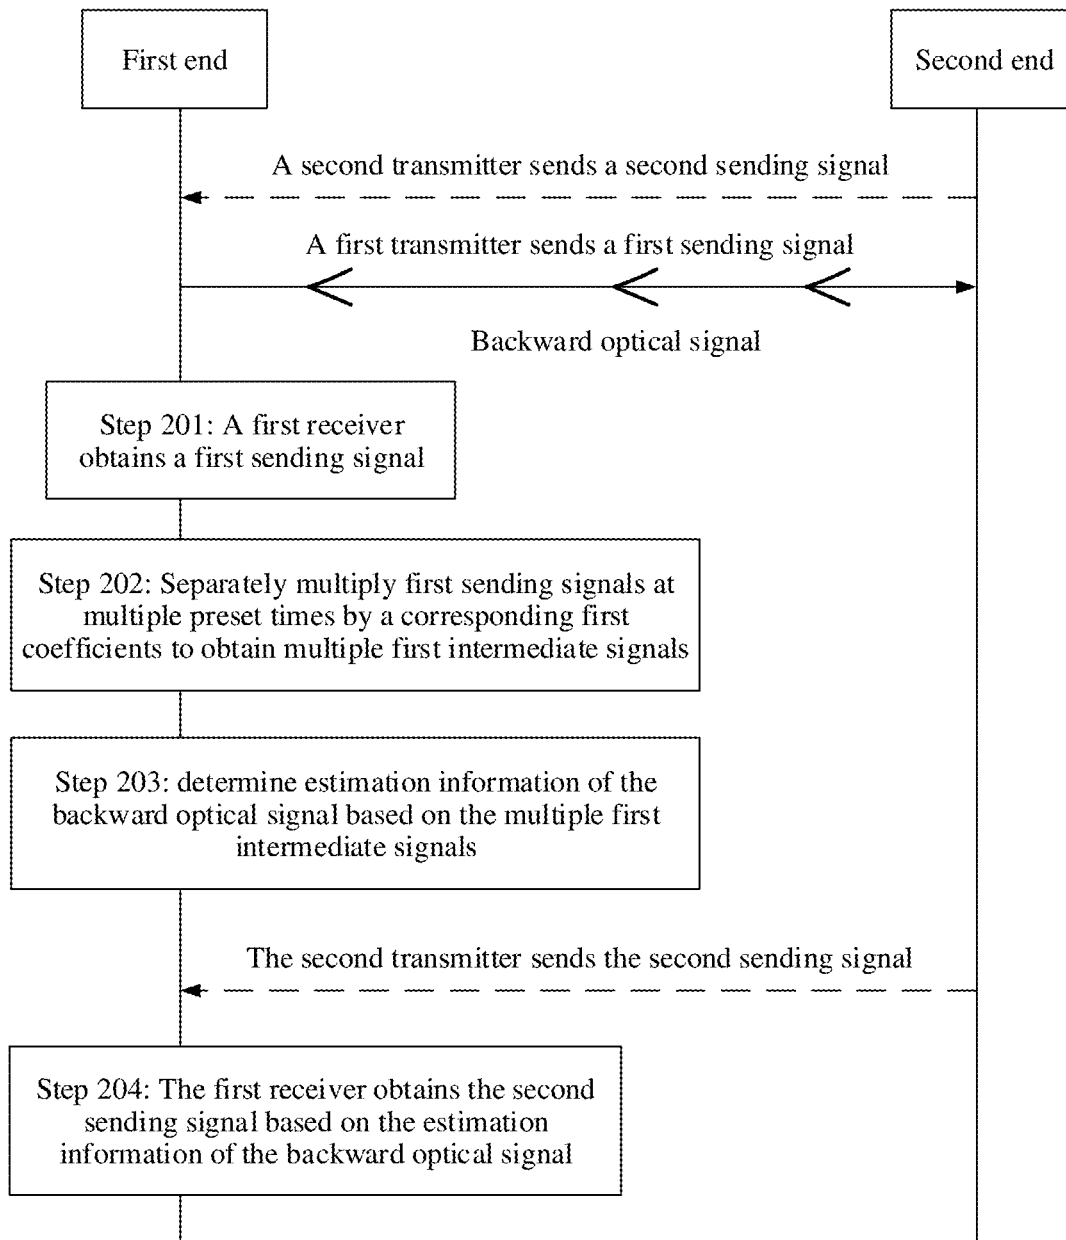 First end
Second end
A second transmitter sends a second sending signal
A first transmitter sends a first sending signal
Backward optical signal
Step 201: A first receiver
obtains a first sending signal
Step 202: Separately multiply first sending signals at
multiple preset times by a corresponding first
coefficients to obtain multiple first intermediate signals
Step 203: determine estimation information of the
backward optical signal based on the multiple first
intermediate signals
The second transmitter sends the second sending signal
Step 204: The first receiver obtains the second
sending signal based on the estimation
information of the backward optical signal